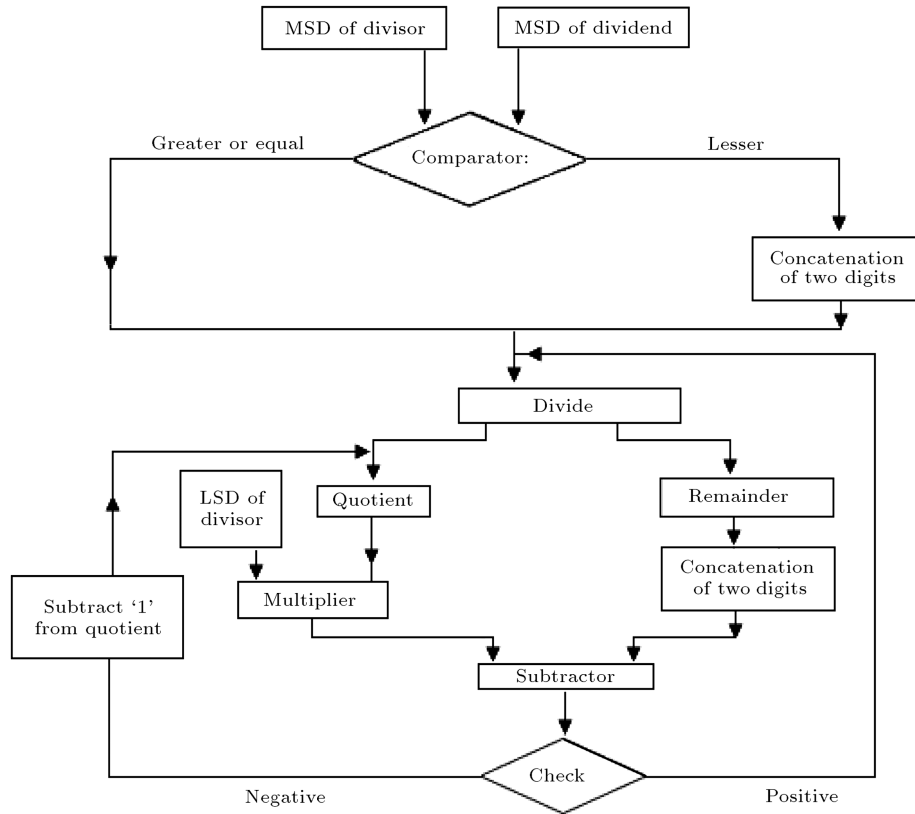 MSD of divisor
MSD of dividend
Greater or equal
Comparator:
Lesser
Concatenation
of two digits
Divide
LSD of
divisor
Quotient
Remainder
Subtract ‘1’
from quotient
Multiplier
Concatenation
of two digits
Subtractor
Check
Negative
Positive